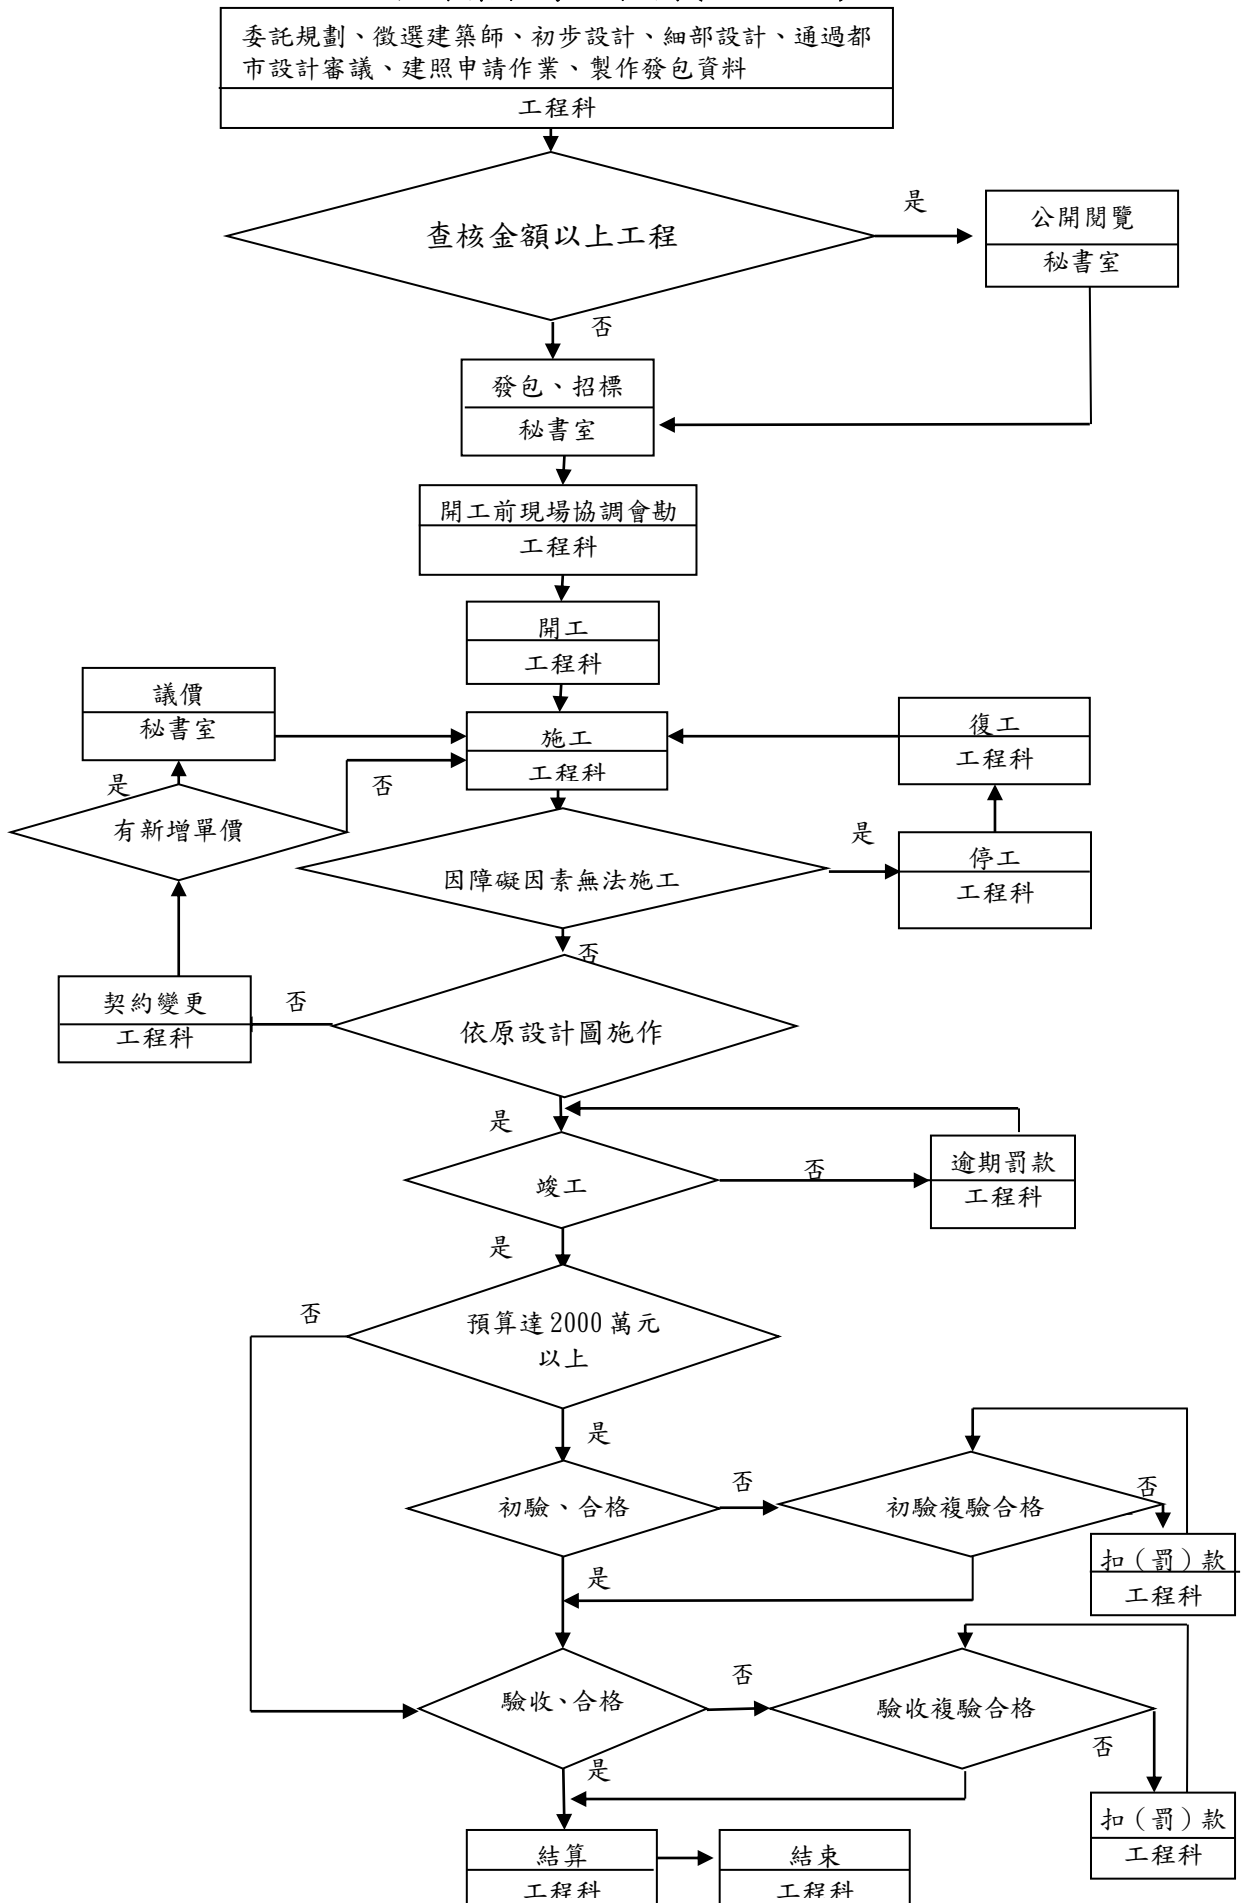 委託規劃、徵選建築師、初步設計、細部設計、通過都
市設計審議、建照申請作業、製作發包資料
工程科
查核金額以上工程
是
公開閱覽
秘書室
否
發包、招標
秘書室
開工前現場協調會勘
工程科
開工
工程科
議價
秘書室
施工
工程科
復工
工程科
是
否
有新增單價
因障礙因素無法施工
是
停工
工程科
否
契約變更
工程科
否
依原設計圖施作
是
竣工
否
逾期罰款
工程科
是
否
預算達2000萬元
以上
是
初驗、合格
否
初驗複驗合格
否
扣（罰）款
工程科
是
驗收、合格
否
驗收複驗合格
否
扣（罰）款
工程科
是
結算
工程科
結束
工程科